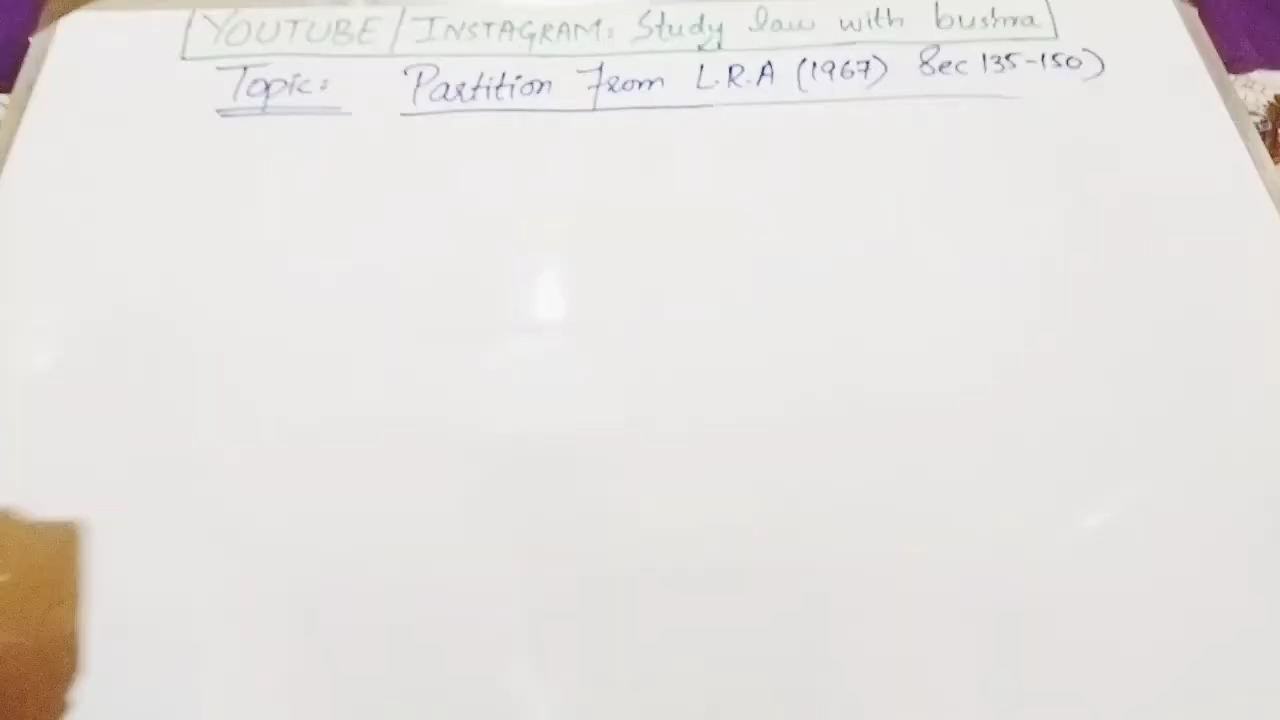 YOUTUBE/INSTAGRAM: Study law with bushra
Topic: Partition From L.R.A (1967) Sec 135-150)